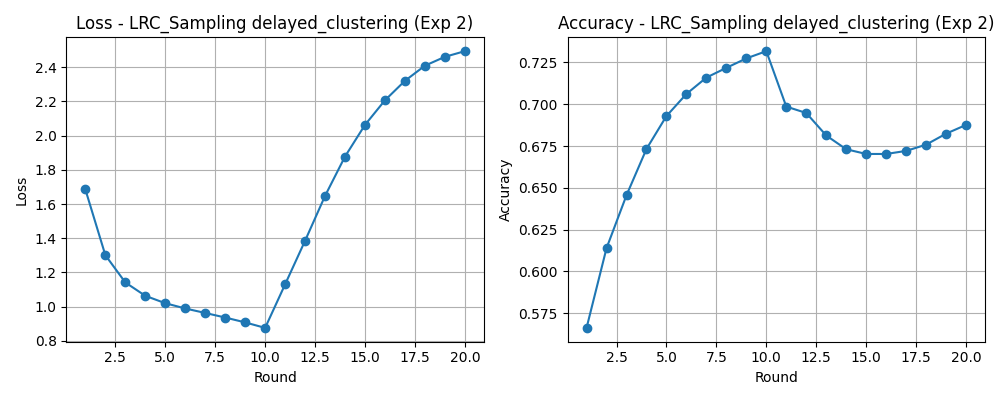 Loss - LRC_Sampling delayed_clustering (Exp 2)
2.4
2.2
2.0
1.8
1.6
1.4
1.2
1.0
0.8
Loss
2.5 5.0 7.5 10.0 12.5 15.0 17.5 20.0
Round
Accuracy - LRC_Sampling delayed_clustering (Exp 2)
0.725
0.700
0.675
0.650
0.625
0.600
0.575
Accuracy
2.5 5.0 7.5 10.0 12.5 15.0 17.5 20.0
Round